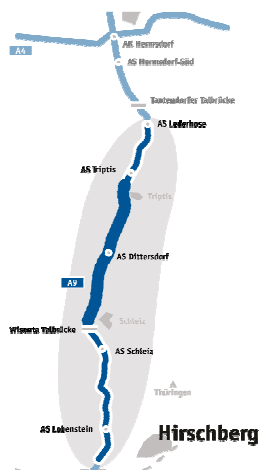 A4
AK Hermsdorf
AS Hermsdorf-Süd
Tautendorfer Talbrücke
AS Lederhose
AS Triptis
Triptis
AS Dittersdorf
A9
Schleiz
Wisenta Talbrücke
AS Schleiz
Thüringen
AS Lobenstein
Hirschberg